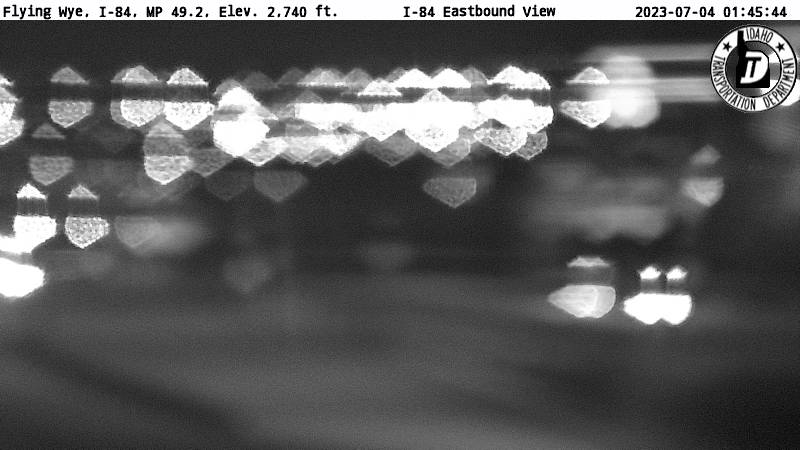 Flying Wye, I-84, MP 49.2, Elev. 2,740 ft. I-84 Eastbound View 2023-07-04 01:45:44
IDAHO
TRANSPORTATION DEPARTMENT